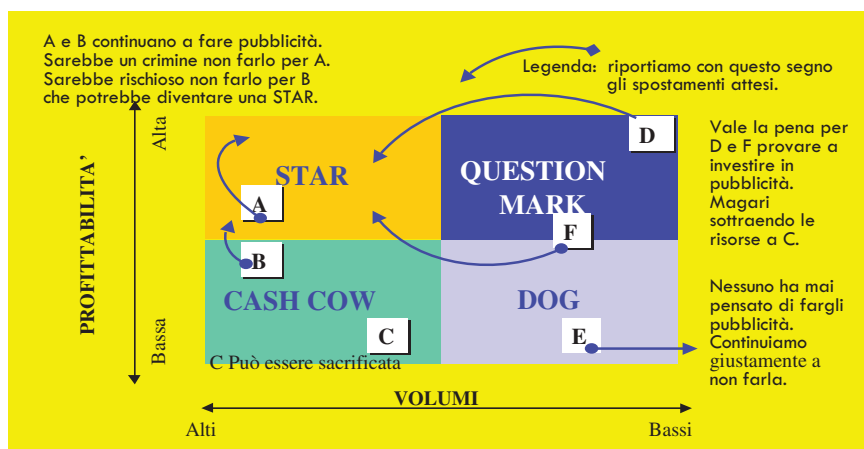 A e B continuano a fare pubblicità.
Sarebbe un crimine non farlo per A.
Sarebbe rischioso non farlo per B
che potrebbe diventare una STAR.
Legenda: riportiamo con questo segno
gli spostamenti attesi.
PROFITTABILITA’
Alta
Bassa
STAR
A
QUESTION
MARK
D
F
B
CASH COW
C
C Può essere sacrificata
DOG
E
Vale la pena per
D e F provare a
investire in
pubblicità.
Magari
sottraendo le
risorse a C.
Nessuno ha mai
pensato di fargli
pubblicità.
Continuiamo
giustamente a
non farla.
VOLUMI
Alti
Bassi